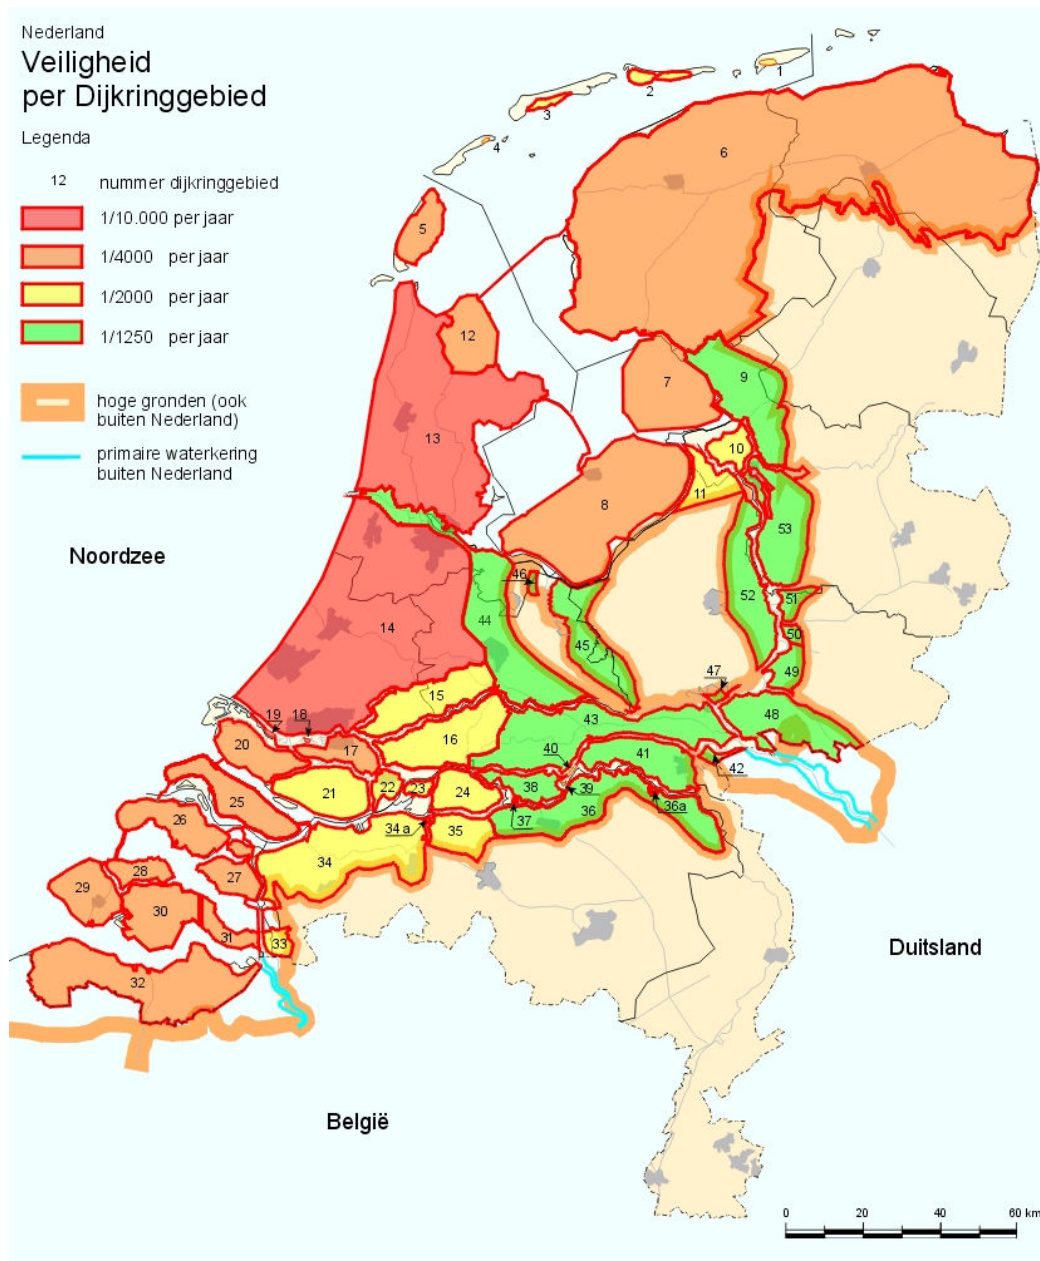 Nederland
Veiligheid
per Dijkringgebied
Legenda
12 nummer dijkringgebied
1/10.000 per jaar
1/4000 per jaar
1/2000 per jaar
1/1250 per jaar
hoge gronden (ook
buiten Nederland)
primaire waterkering
buiten Nederland
1
2
3
4
5
6
12
7
9
13
10
11
8
53
46
52
51
44
14
50
45
49
47
15
48
19
18
43
20
17
16
40
41
42
22
23
21
24
38
39
25
36
36a
26
34a
35
37
34
28
27
29
30
31
33
32
Noordzee
Duitsland
België
0 20 40 60 km